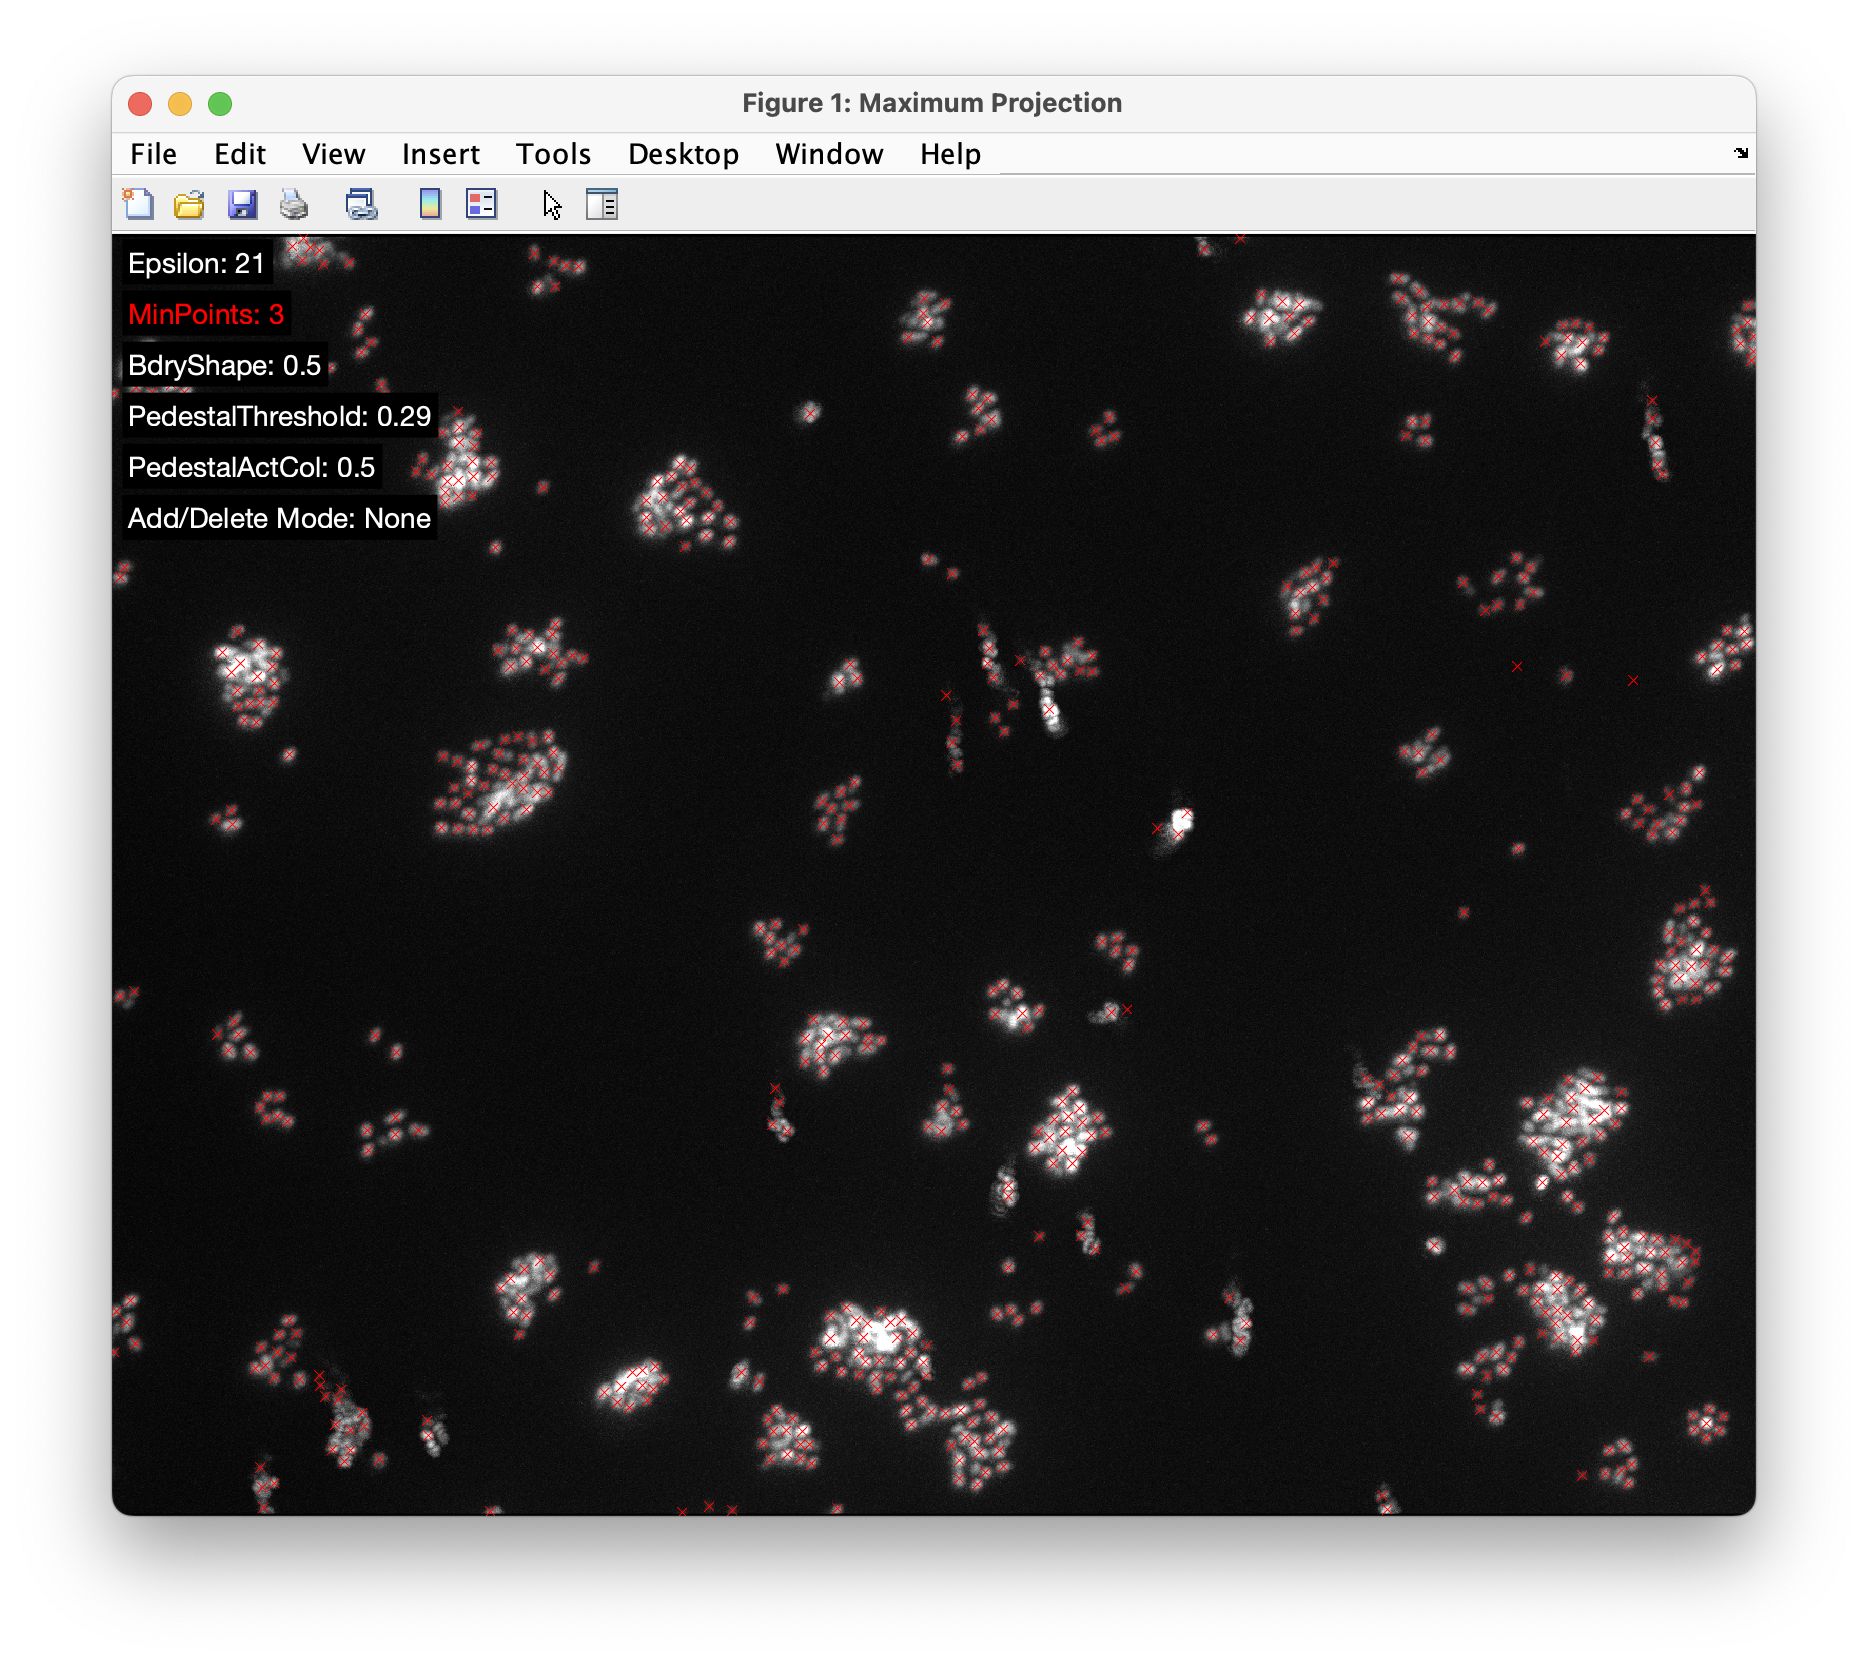 Figure 1: Maximum Projection
File Edit View Insert Tools Desktop Window Help
Epsilon: 21
MinPoints: 3
BdryShape: 0.5
PedestalThreshold: 0.29
PedestalActCol: 0.5
Add/Delete Mode: None